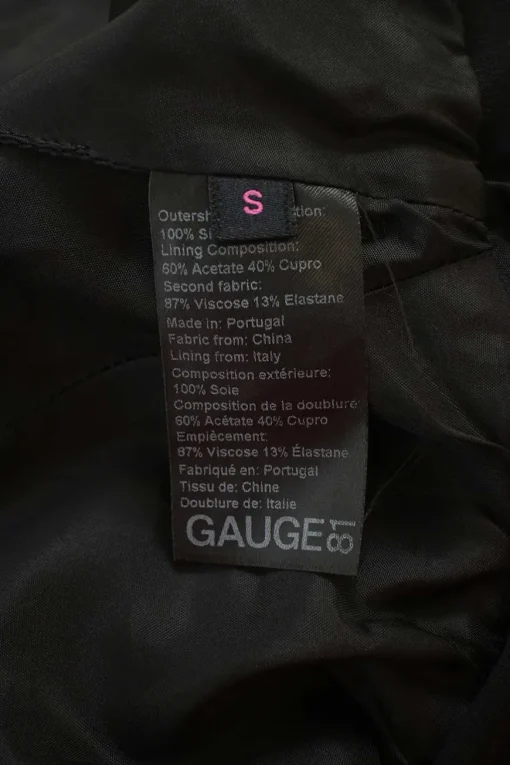 S
tion:
100%
Lining Composition:
60% Acetate 40% Cupro
Second fabric:
87% Viscose 13% Elastane
Made in: Portugal
Fabric from: China
Lining from: Italy
Composition extérieure:
100% Soie
Composition de la doublure:
60% Acétate 40% Cupro
Empiècement:
87% Viscose 13% Élastane
Fabriqué en: Portugal
Tissu de: Chine
Doublure de: Italie
GAUGE81